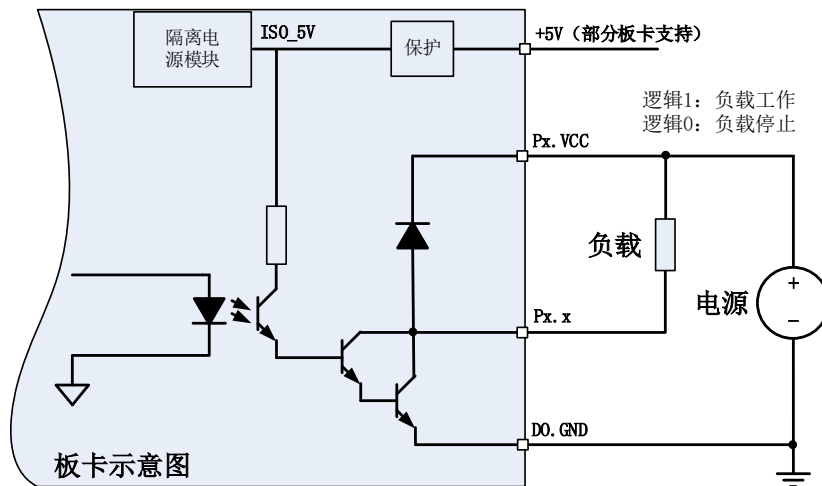 隔离电
源模块
ISO_5V
保护
+5V（部分板卡支持）
逻辑1：负载工作
逻辑0：负载停止
Px.VCC
负载
电源
+
−
Px.x
DO.GND
板卡示意图